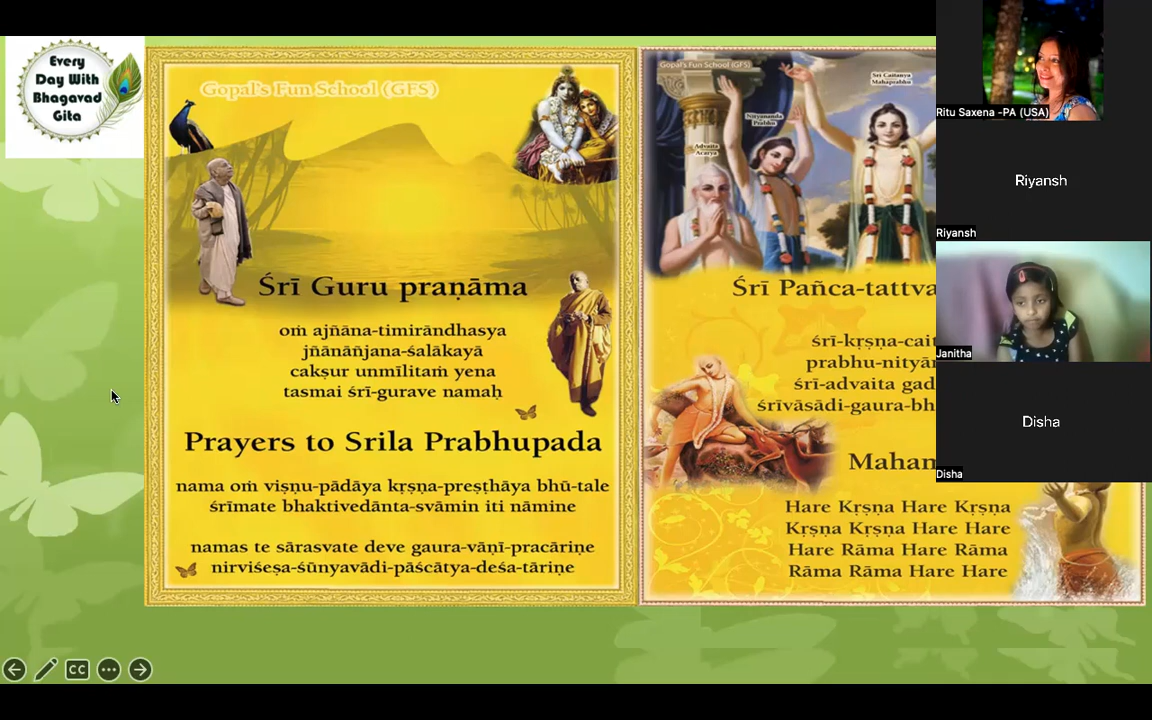 Every
Day With
Bhagavad
Gita
Gopal's Fun School (GFS)
Śrī Guru praṇāma
oṁ ajñāna-timirāndhasya
jñānāñjana-śalākayā
cakṣur unmīlitaṁ yena
tasmai śrī-gurave namaḥ
Prayers to Srila Prabhupada
nama oṁ viṣṇu-pādāya kṛṣṇa-preṣṭhāya bhū-tale
śrīmate bhaktivedānta-svāmin iti nāmine
namas te sārasvate deve gaura-vāṇī-pracāriṇe
nirviśeṣa-śūnyavādi-pāścātya-deśa-tāriṇe
Gopal's Fun School (GFS)
Sri Caitanya
Mahaprabhu
Nityananda
Prabhu
Advaita
Acarya
Śrī Pañca-tattva
śrī-kṛṣṇa-cait
prabhu-nityān
śrī-advaita gad
śrīvāsādi-gaura-bh
Mahan
Hare Kṛṣṇa Hare Kṛṣṇa
Kṛṣṇa Kṛṣṇa Hare Hare
Hare Rāma Hare Rāma
Rāma Rāma Hare Hare
Ritu Saxena -PA (USA)
Riyansh
Riyansh
Janitha
Disha
Disha
CC